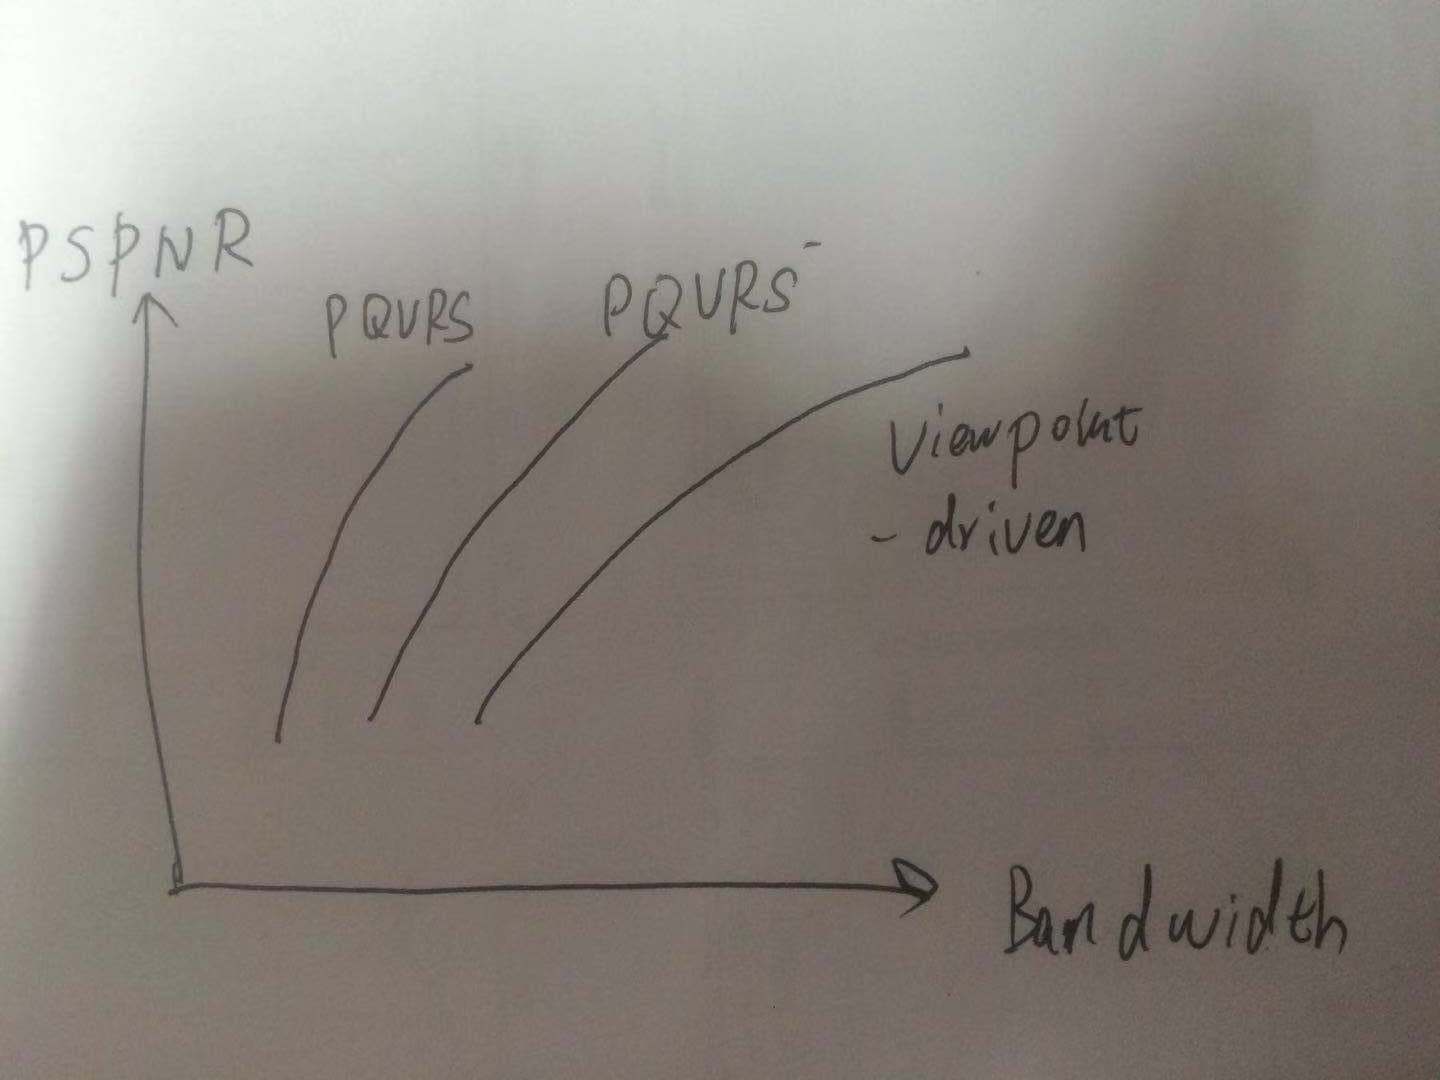 PSPNR
PQVRS
PQVRS-
Viewpoint
- driven
Bandwidth